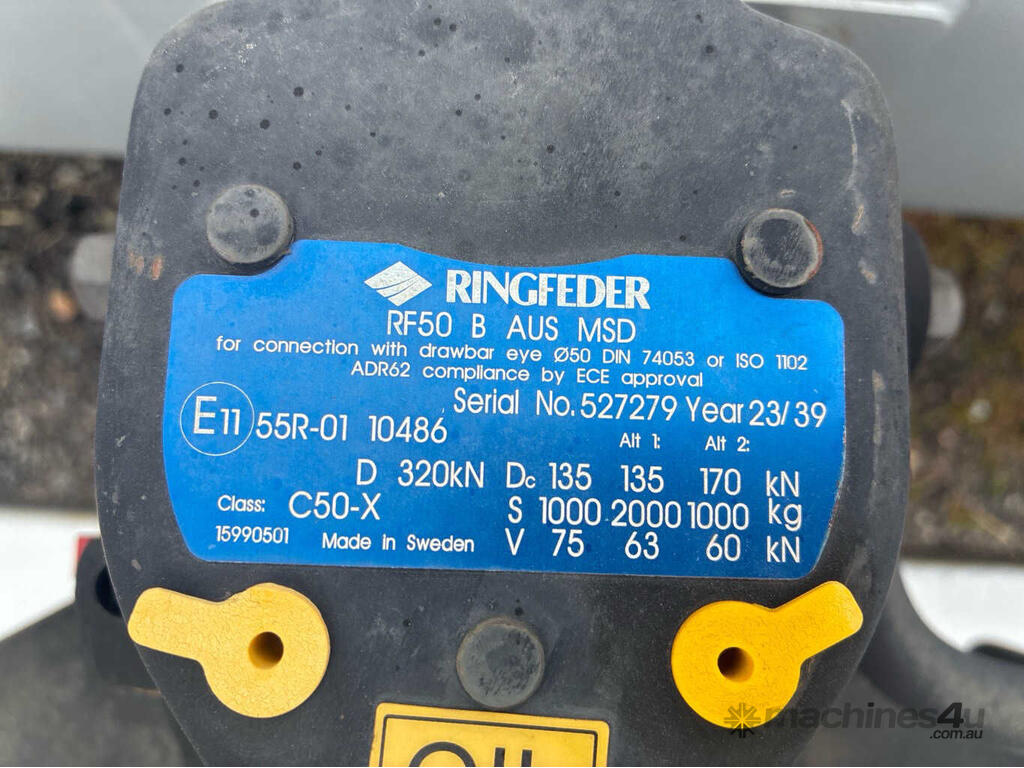 RINGFEDER
RF50 B AUS MSD
for connection with drawbar eye Ø50 DIN 74053 or ISO 1102
ADR62 compliance by ECE approval
Serial No. 527279 Year 23/39
E11 55R-01 10486
Alt 1: Alt 2:
D 320kN Dc 135 135 170 kN
Class: C50-X S 1000 2000 1000 kg
15990501 Made in Sweden V 75 63 60 kN
machines4u
.com.au